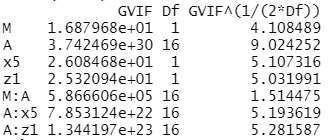 GVIF Df GVIF^(1/(2*Df))
M 1.687968e+01 1 4.108489
A 3.742469e+30 16 9.024252
x5 2.608468e+01 1 5.107316
z1 2.532094e+01 1 5.031991
M:A 5.866605e+05 16 1.514475
A:x5 7.853124e+22 16 5.193619
A:z1 1.344197e+23 16 5.281587